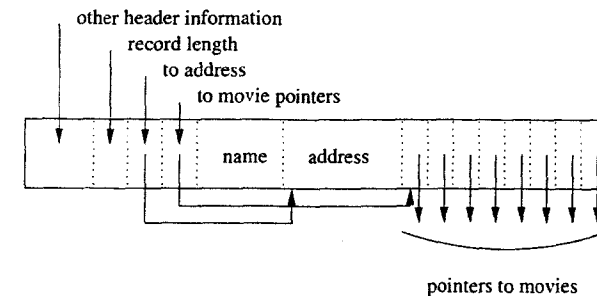 other header information
record length
to address
to movie pointers
name address
pointers to movies